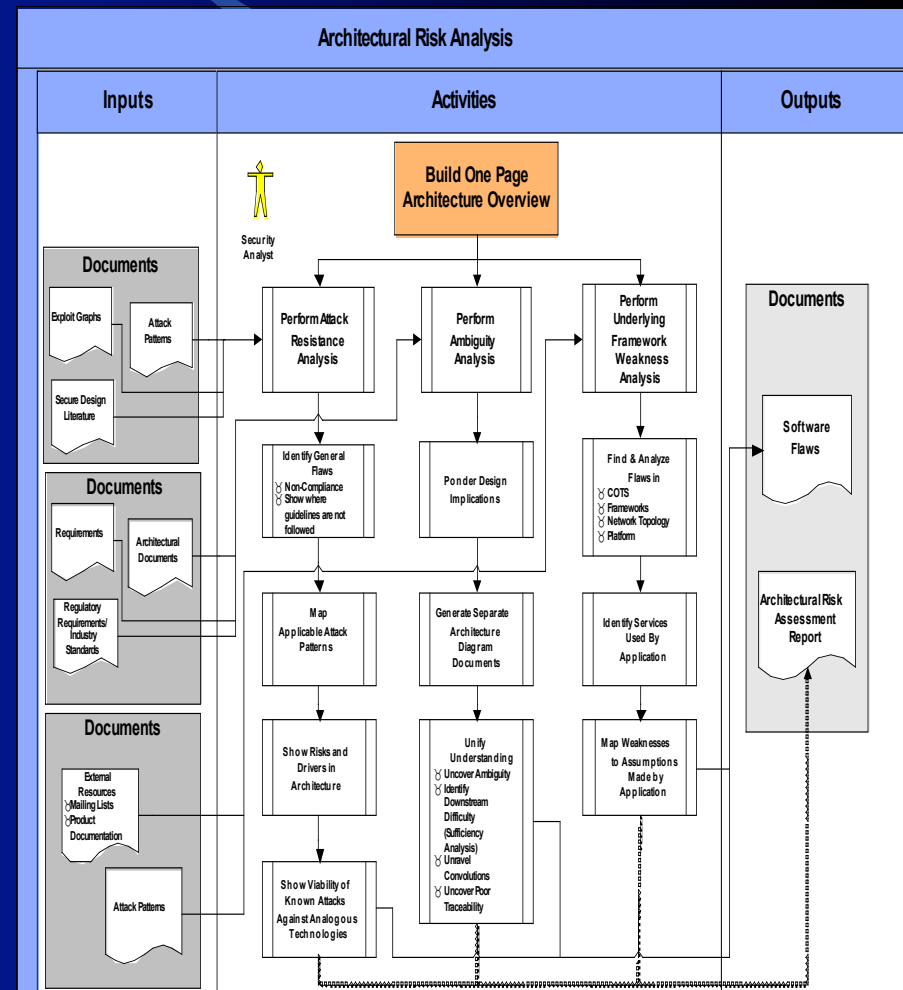 Architectural Risk Analysis
Inputs
Activities
Outputs
Security
Analyst
Build One Page
Architecture Overview
Documents
Exploit Graphs
Attack
Patterns
Secure Design
Literature
Documents
Requirements
Architectural
Documents
Regulatory
Requirements/
Industry
Standards
Documents
External
Resources
Mailing Lists
Product
Documentation
Attack Patterns
Perform Attack
Resistance
Analysis
Identify General
Flaws
Non-Compliance
Show where
guidelines are not
followed
Map
Applicable Attack
Patterns
Show Risks and
Drivers in
Architecture
Show Viability of
Known Attacks
Against Analogous
Technologies
Perform
Ambiguity
Analysis
Ponder Design
Implications
Generate Separate
Architecture
Diagram
Documents
Unify
Understanding
Uncover Ambiguity
Identify
Downstream
Difficulty
(Sufficiency
Analysis)
Unravel
Convolutions
Uncover Poor
Traceability
Perform
Underlying
Framework
Weakness
Analysis
Find & Analyze
Flaws in
COTS
Frameworks
Network Topology
Platform
Identify Services
Used By
Application
Map Weaknesses
to Assumptions
Made by
Application
Documents
Software
Flaws
Architectural Risk
Assessment
Report